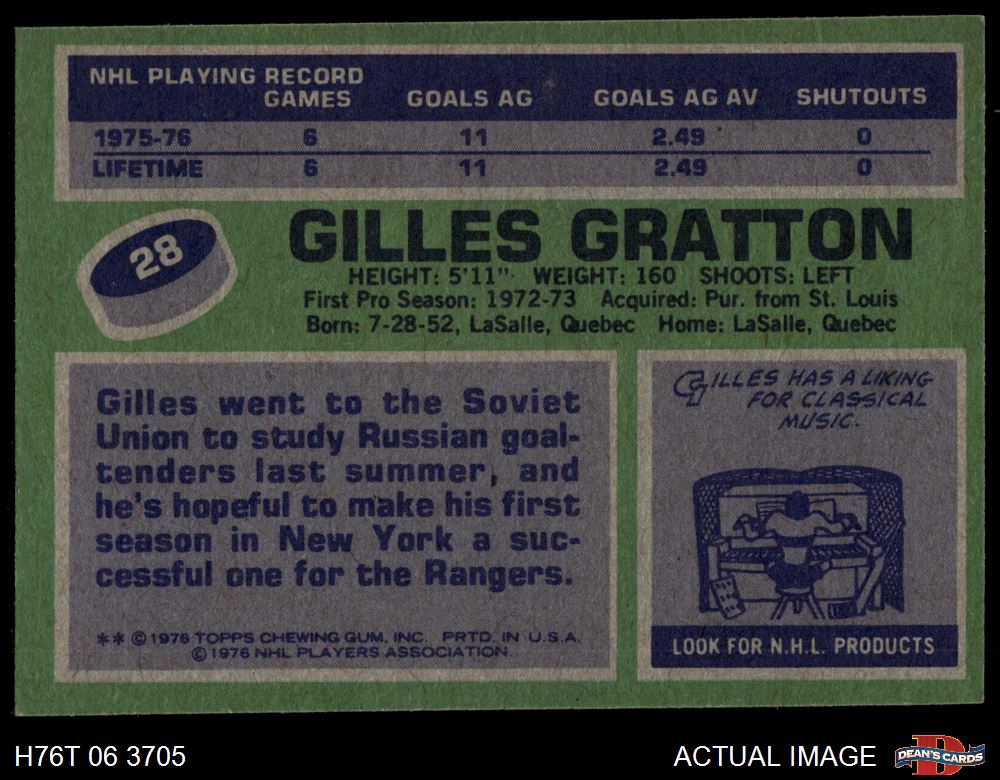 NHL PLAYING RECORD
GAMES GOALS AG GOALS AG AV SHUTOUTS
1975-76 6 11 2.49 0
LIFETIME 6 11 2.49 0
28
GILLES GRATTON
HEIGHT: 5'11" WEIGHT: 160 SHOOTS: LEFT
First Pro Season: 1972-73 Acquired: Pur. from St. Louis
Born: 7-28-52, LaSalle, Quebec Home: LaSalle, Quebec
Gilles went to the Soviet
Union to study Russian goal-
tenders last summer, and
he's hopeful to make his first
season in New York a suc-
cessful one for the Rangers.
** ©1976 TOPPS CHEWING GUM, INC. PRTD. IN U.S.A.
© 1976 NHL PLAYERS ASSOCIATION.
GILLES HAS A LIKING
FOR CLASSICAL
MUSIC.
LOOK FOR N.H.L. PRODUCTS
H76T 06 3705 ACTUAL IMAGE
D
DEAN'S CARDS